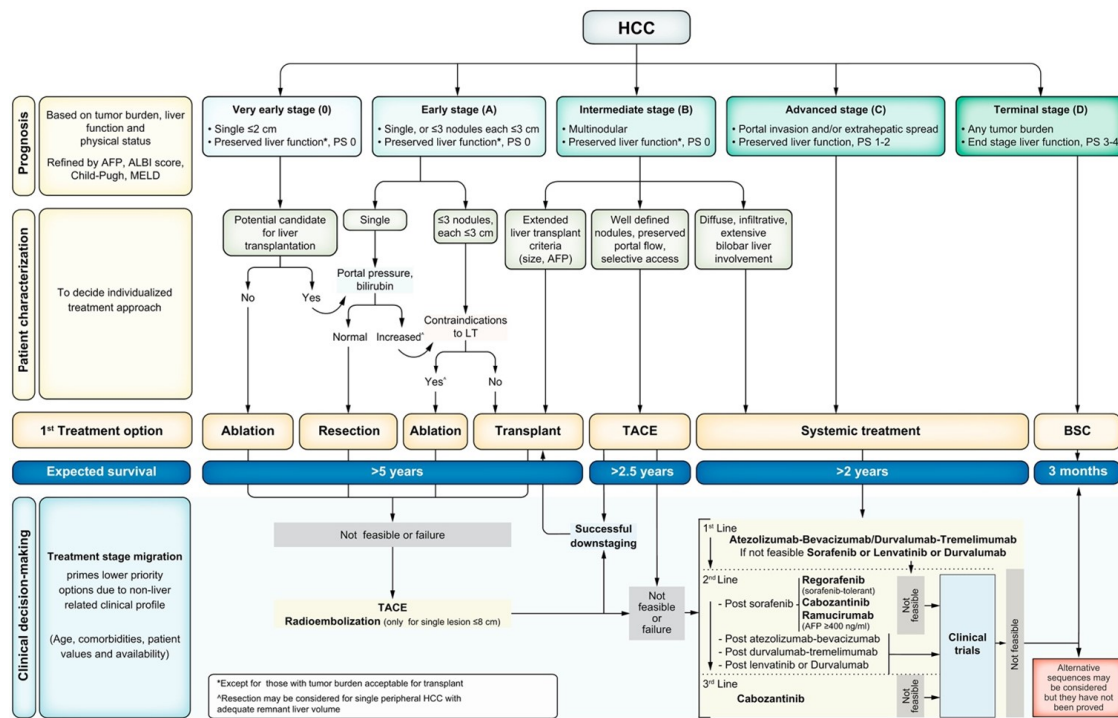 HCC
Prognosis
Based on tumor burden, liver
function and
physical status
Refined by AFP, ALBI score,
Child-Pugh, MELD
Very early stage (0)
• Single ≤2 cm
• Preserved liver function*, PS 0
Early stage (A)
• Single, or ≤3 nodules each ≤3 cm
• Preserved liver function*, PS 0
Intermediate stage (B)
• Multinodular
• Preserved liver function*, PS 0
Advanced stage (C)
• Portal invasion and/or extrahepatic spread
• Preserved liver function, PS 1-2
Terminal stage (D)
• Any tumor burden
• End stage liver function, PS 3-4
Patient characterization
To decide individualized
treatment approach
Potential candidate
for liver
transplantation
No
Yes
Single
Portal pressure,
bilirubin
Normal
Increased^
≤3 nodules,
each ≤3 cm
Contraindications
to LT
Yes^
No
Extended
liver transplant
criteria
(size, AFP)
Well defined
nodules, preserved
portal flow,
selective access
Diffuse, infiltrative,
extensive
bilobar liver
involvement
1st Treatment option
Ablation
Resection
Ablation
Transplant
TACE
Systemic treatment
BSC
Expected survival
>5 years
>2.5 years
>2 years
3 months
Clinical decision-making
Treatment stage migration
primes lower priority
options due to non-liver
related clinical profile
(Age, comorbidities, patient
values and availability)
Not feasible or failure
TACE
Radioembolization (only for single lesion ≤8 cm)
Successful
downstaging
Not
feasible
or
failure
1st Line
Atezolizumab-Bevacizumab/Durvalumab-Tremelimumab
If not feasible Sorafenib or Lenvatinib or Durvalumab
2nd Line
- Post sorafenib
Regorafenib
(sorafenib-tolerant)
Cabozantinib
Ramucirumab
(AFP ≥400 ng/ml)
- Post atezolizumab-bevacizumab
- Post durvalumab-tremelimumab
- Post lenvatinib or Durvalumab
3rd Line
Cabozantinib
Not
feasible
Clinical
trials
Not feasible
Alternative
sequences may
be considered
but they have not
been proved
*Except for those with tumor burden acceptable for transplant
^Resection may be considered for single peripheral HCC with
adequate remnant liver volume